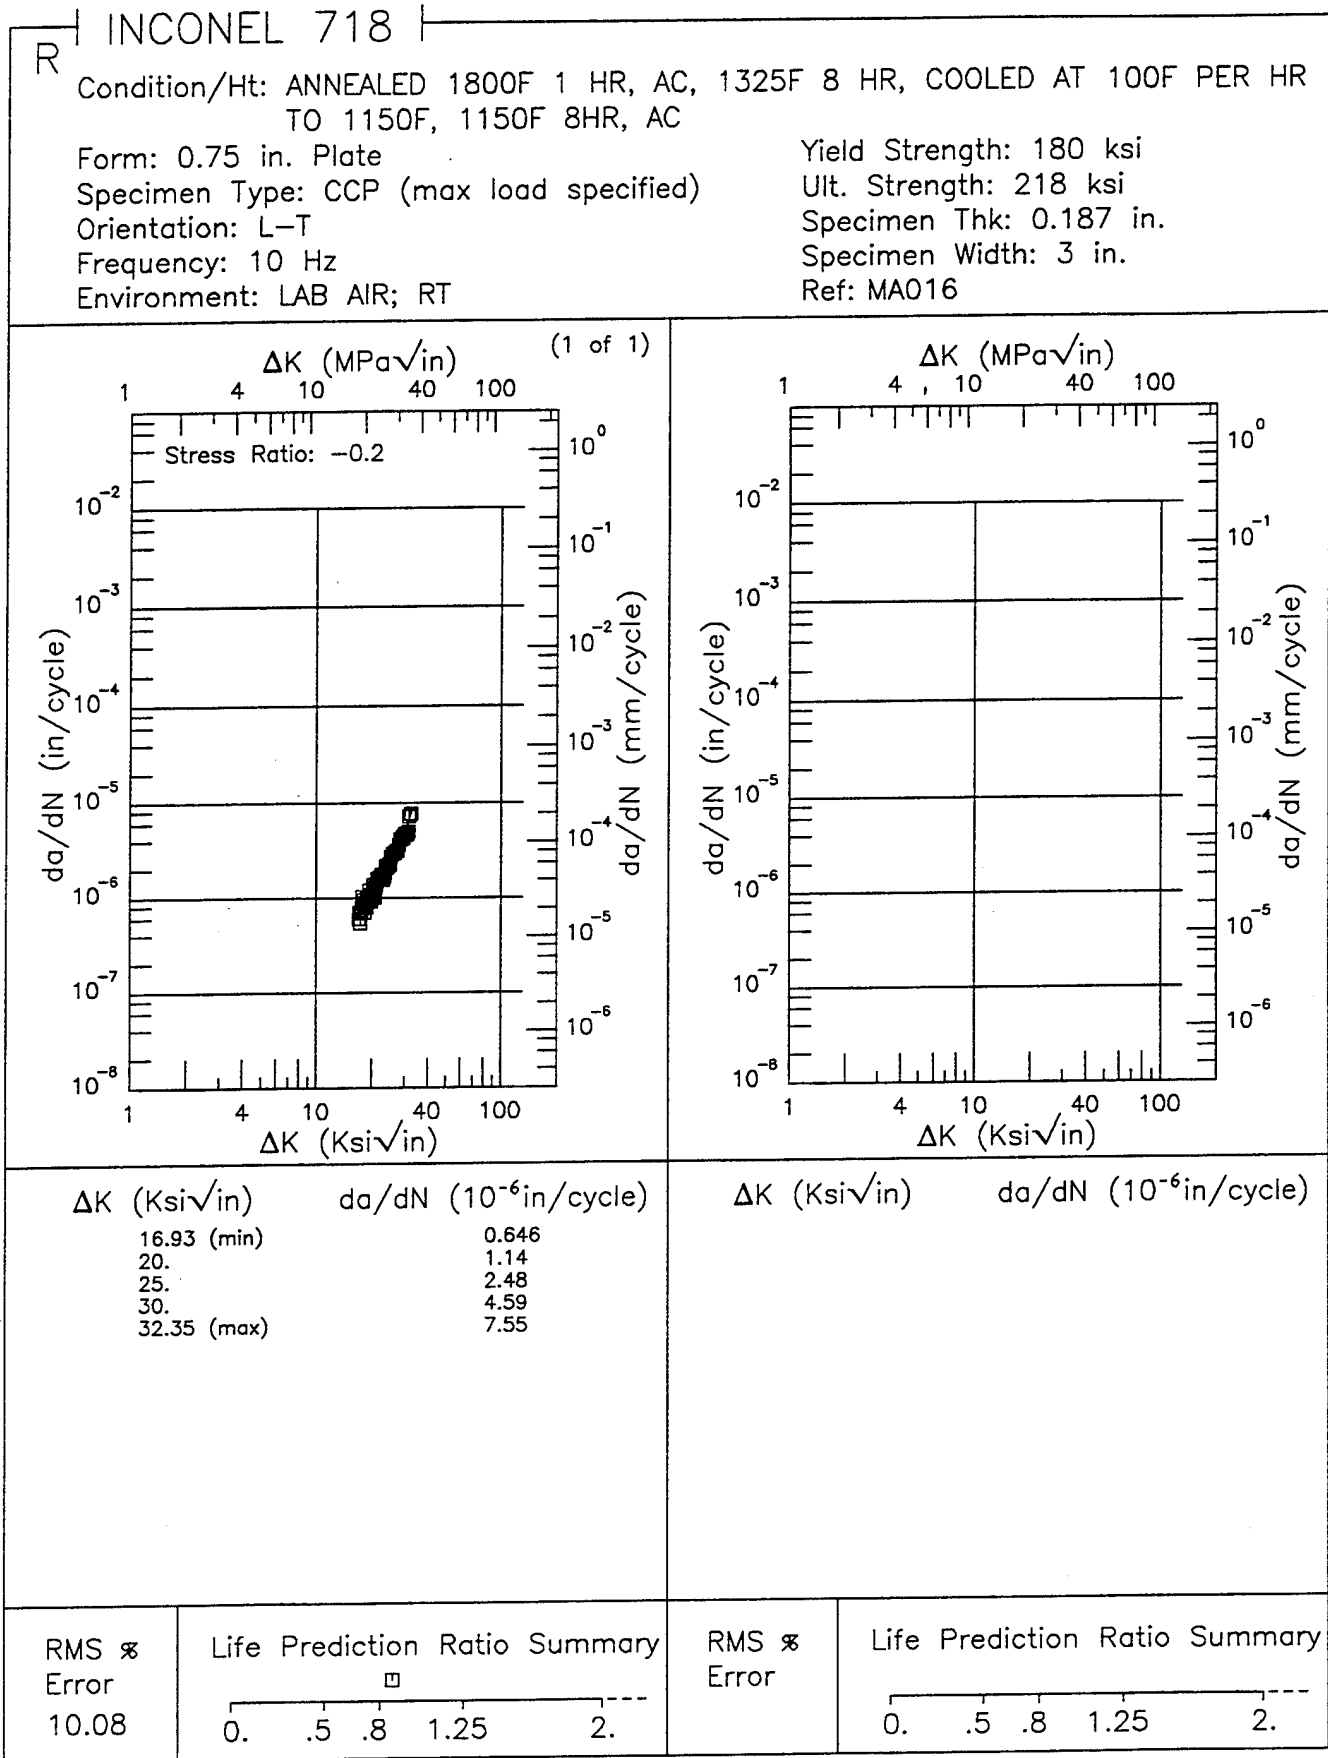 INCONEL 718
R
Condition/Ht: ANNEALED 1800F 1 HR, AC, 1325F 8 HR, COOLED AT 100F PER HR
TO 1150F, 1150F 8HR, AC
Form: 0.75 in. Plate
Specimen Type: CCP (max load specified)
Orientation: L-T
Frequency: 10 Hz
Environment: LAB AIR; RT
Yield Strength: 180 ksi
Ult. Strength: 218 ksi
Specimen Thk: 0.187 in.
Specimen Width: 3 in.
Ref: MA016
(1 of 1)
ΔK (MPa√in)
1 4 10 40 100
Stress Ratio: -0.2
da/dN (in/cycle)
10⁻²
10⁻³
10⁻⁴
10⁻⁵
10⁻⁶
10⁻⁷
10⁻⁸
10⁰
10⁻¹
10⁻²
10⁻³
10⁻⁴
10⁻⁵
10⁻⁶
da/dN (mm/cycle)
1 4 10 40 100
ΔK (Ksi√in)
ΔK (MPa√in)
1 4 10 40 100
da/dN (in/cycle)
10⁻²
10⁻³
10⁻⁴
10⁻⁵
10⁻⁶
10⁻⁷
10⁻⁸
10⁰
10⁻¹
10⁻²
10⁻³
10⁻⁴
10⁻⁵
10⁻⁶
da/dN (mm/cycle)
1 4 10 40 100
ΔK (Ksi√in)
ΔK (Ksi√in) da/dN (10⁻⁶in/cycle)
16.93 (min) 0.646
20. 1.14
25. 2.48
30. 4.59
32.35 (max) 7.55
ΔK (Ksi√in) da/dN (10⁻⁶in/cycle)
RMS %
Error
10.08
Life Prediction Ratio Summary
0. .5 .8 1.25 2.
RMS %
Error
Life Prediction Ratio Summary
0. .5 .8 1.25 2.